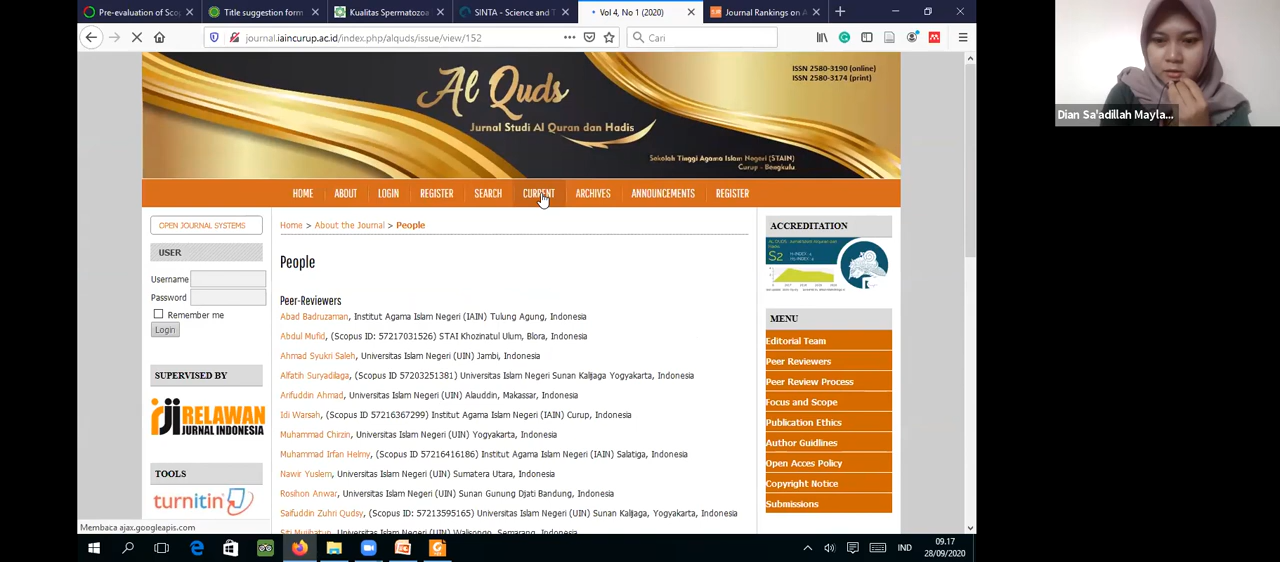 Pre-evaluation of Sco
Title suggestion form
Kualitas Spermatozoa
SINTA - Science and T
Vol 4, No 1 (2020)
Journal Rankings on A
journal.iaincurup.ac.id/index.php/alquds/issue/view/152
Cari
ISSN 2580-3190 (online)
ISSN 2580-3174 (print)
Al Quds
Jurnal Studi Al Quran dan Hadis
Sekolah Tinggi Agama Islam Negeri (STAIN)
Curup - Bengkulu
HOME ABOUT LOGIN REGISTER SEARCH CURRENT ARCHIVES ANNOUNCEMENTS REGISTER
OPEN JOURNAL SYSTEMS
USER
Username
Password
Remember me
Login
SUPERVISED BY
RELAWAN
JURNAL INDONESIA
TOOLS
turnitin
Home > About the Journal > People
People
Peer-Reviewers
Abad Badruzaman, Institut Agama Islam Negeri (IAIN) Tulung Agung, Indonesia
Abdul Mufid, (Scopus ID: 57217031526) STAI Khozinatul Ulum, Blora, Indonesia
Ahmad Syukri Saleh, Universitas Islam Negeri (UIN) Jambi, Indonesia
Alfatih Suryadilaga, (Scopus ID: 57203251381) Universitas Islam Negeri Sunan Kalijaga Yogyakarta, Indonesia
Arifuddin Ahmad, Universitas Islam Negeri (UIN) Alauddin, Makassar, Indonesia
Idi Warsah, (Scopus ID 57216367299) Institut Agama Islam Negeri (IAIN) Curup, Indonesia
Muhammad Chirzin, Universitas Islam Negeri (UIN) Yogyakarta, Indonesia
Muhammad Irfan Helmy, (Scopus ID: 57216416186) Institut Agama Islam Negeri (IAIN) Salatiga, Indonesia
Nawir Yuslem, Universitas Islam Negeri (UIN) Sumatera Utara, Indonesia
Rosihon Anwar, Universitas Islam Negeri (UIN) Sunan Gunung Djati Bandung, Indonesia
Saifuddin Zuhri Qudsy, (Scopus ID: 57213595165) Universitas Islam Negeri (UIN) Sunan Kalijaga, Yogyakarta, Indonesia
ACCREDITATION
S2
MENU
Editorial Team
Peer Reviewers
Peer Review Process
Focus and Scope
Publication Ethics
Author Guidlines
Open Acces Policy
Copyright Notice
Submissions
Membaca ajax.googleapis.com
IND
09.17
28/09/2020
Dian Sa'adillah Mayla...